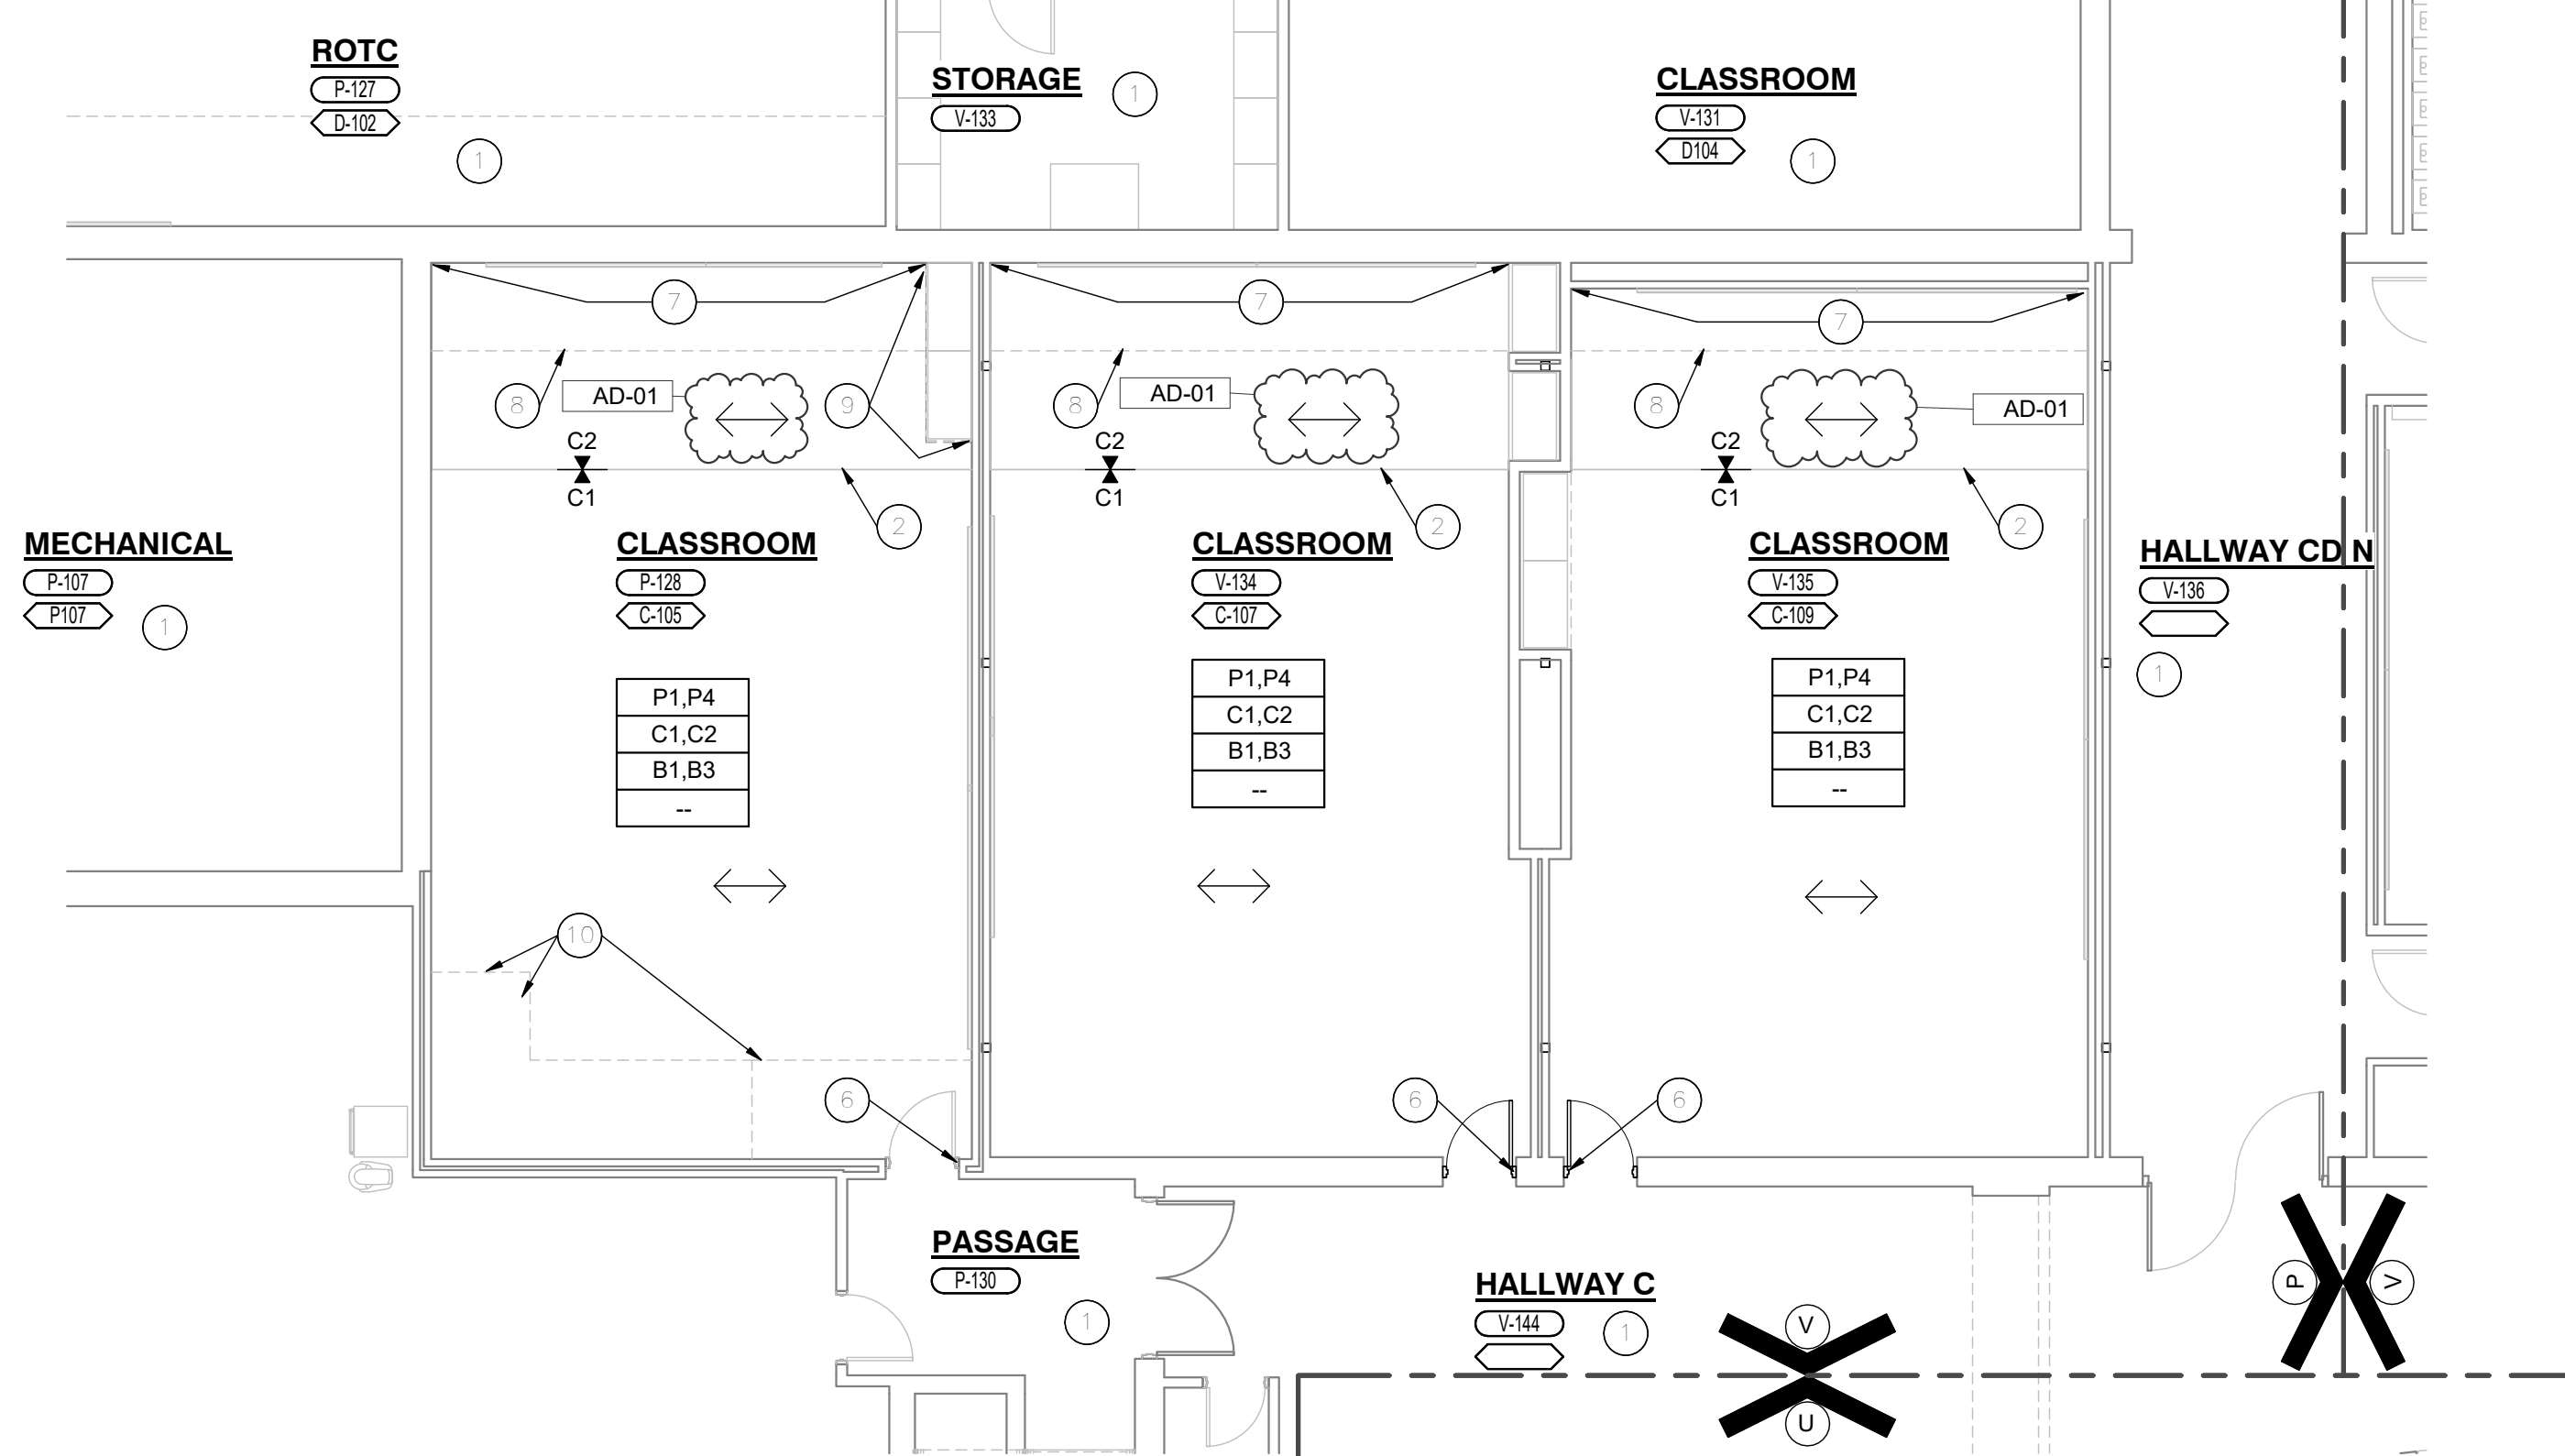 ROTC
P-127
D-102
1
STORAGE
V-133
1
CLASSROOM
V-131
D104
1
7
7
7
8
AD-01
9
8
AD-01
8
AD-01
C2
C1
C2
C1
C2
C1
2
2
2
MECHANICAL
P-107
P107
1
CLASSROOM
P-128
C-105
P1,P4
C1,C2
B1,B3
--
CLASSROOM
V-134
C-107
P1,P4
C1,C2
B1,B3
--
CLASSROOM
V-135
C-109
P1,P4
C1,C2
B1,B3
--
HALLWAY CD N
V-136
1
10
6
6
6
PASSAGE
P-130
1
HALLWAY C
V-144
1
V
U
P
V